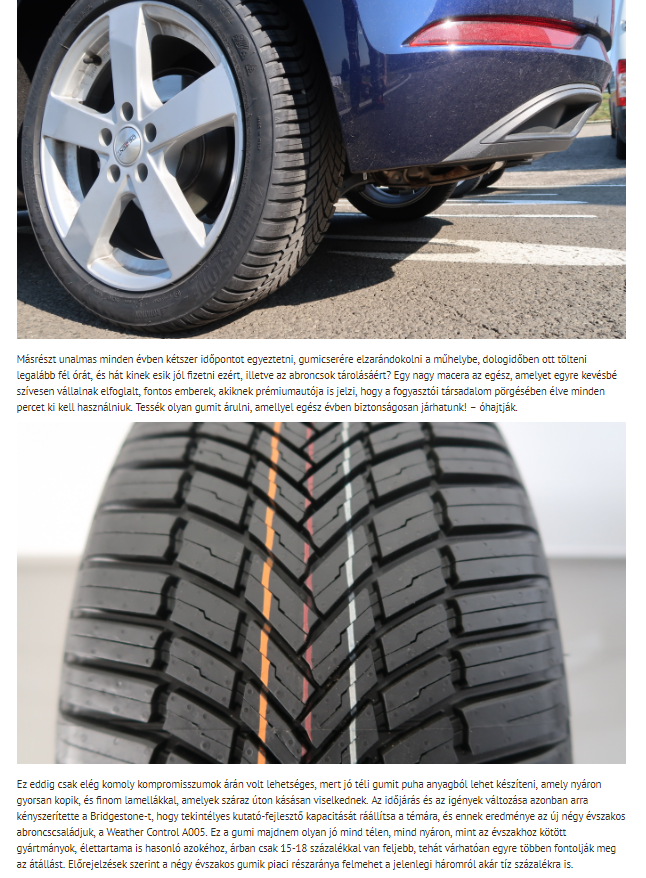 Másrészt unalmas minden évben kétszer időpontot egyeztetni, gumicserére elzarándokolni a műhelybe, dologidőben ott tölteni
legalább fél órát, és hát kinek esik jól fizetni ezért, illetve az abroncsok tárolásáért? Egy nagy macera az egész, amelyet egyre kevésbé
szívesen vállalnak elfoglalt, fontos emberek, akiknek prémiumautója is jelzi, hogy a fogyasztói társadalom pörgésében élve minden
percet ki kell használniuk. Tessék olyan gumit árulni, amellyel egész évben biztonságosan járhatunk! – óhajtják.
Ez eddig csak elég komoly kompromisszumok árán volt lehetséges, mert jó téli gumit puha anyagból lehet készíteni, amely nyáron
gyorsan kopik, és finom lamellákkal, amelyek száraz úton kásásan viselkednek. Az időjárás és az igények változása azonban arra
kényszerítette a Bridgestone-t, hogy tekintélyes kutató-fejlesztő kapacitását ráállítsa a témára, és ennek eredménye az új négy évszakos
abroncscsaládjuk, a Weather Control A005. Ez a gumi majdnem olyan jó mind télen, mind nyáron, mint az évszakhoz kötött
gyártmányok, élettartama is hasonló azokéhoz, árban csak 15-18 százalékkal van feljebb, tehát várhatóan egyre többen fontolják meg
az átállást. Előrejelzések szerint a négy évszakos gumik piaci részaránya felmehet a jelenlegi háromról akár tíz százalékra is.